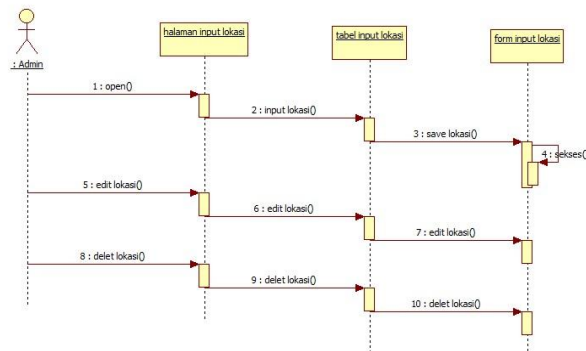 halaman input lokasi
tabel input lokasi
form input lokasi
: Admin
1 : open()
2 : input lokasi()
3 : save lokasi()
4 : sekses()
5 : edit lokasi()
6 : edit lokasi()
7 : edit lokasi()
8 : delet lokasi()
9 : delet lokasi()
10 : delet lokasi()